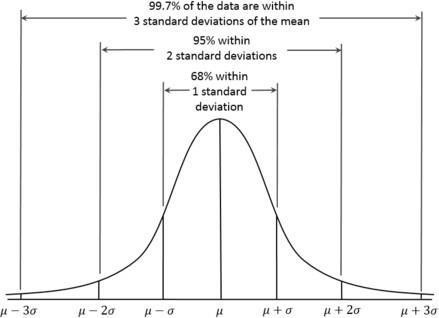 99.7% of the data are within
3 standard deviations of the mean
95% within
2 standard deviations
68% within
1 standard
deviation
μ − 3σ μ − 2σ μ − σ μ μ + σ μ + 2σ μ + 3σ